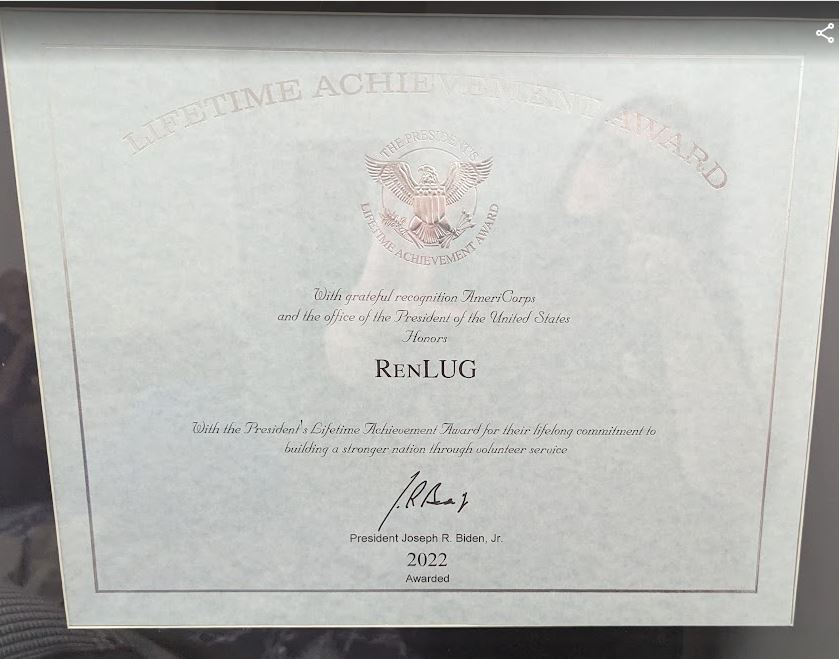 LIFETIME ACHIEVEMENT AWARD
THE PRESIDENT'S
LIFETIME ACHIEVEMENT AWARD
With grateful recognition AmeriCorps
and the office of the President of the United States
Honors
RENLUG
With the President's Lifetime Achievement Award for their lifelong commitment to
building a stronger nation through volunteer service
President Joseph R. Biden, Jr.
2022
Awarded